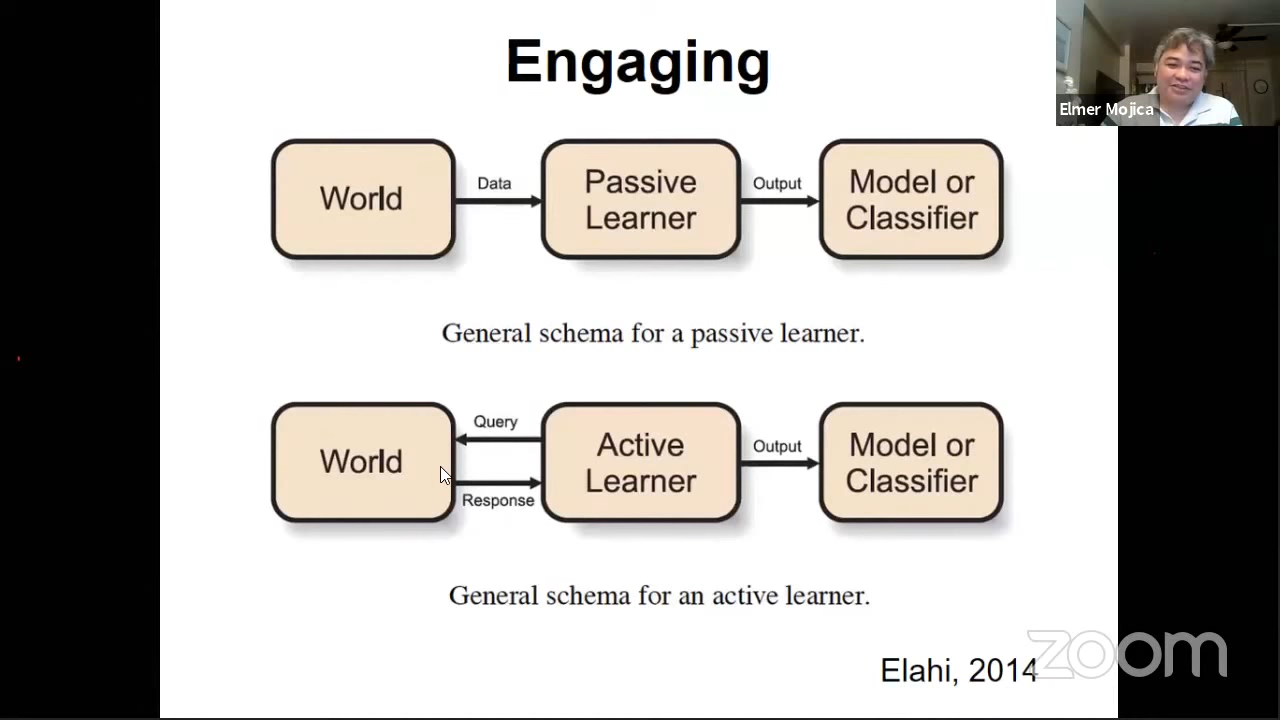 Engaging
Elmer Mojica
World
Data
Passive
Learner
Output
Model or
Classifier
General schema for a passive learner.
World
Query
Response
Active
Learner
Output
Model or
Classifier
General schema for an active learner.
Elahi, 2014
zoom